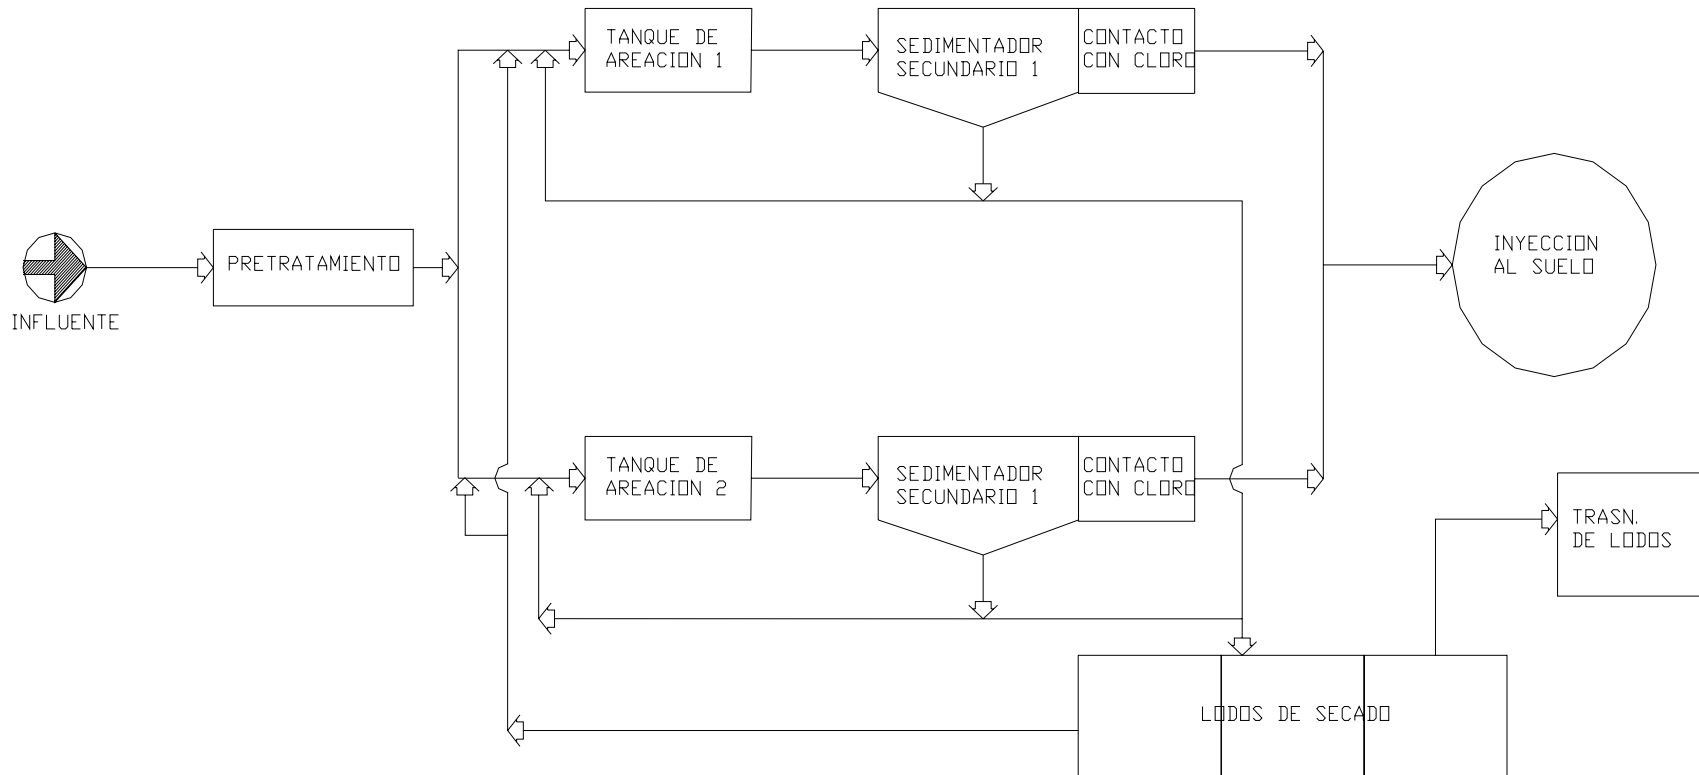 TANQUE DE
AREACION 1
SEDIMENTADOR
SECUNDARIO 1
CONTACTO
CON CLORO
PRETRATAMIENTO
INFLUENTE
INYECCION
AL SUELO
TANQUE DE
AREACION 2
SEDIMENTADOR
SECUNDARIO 1
CONTACTO
CON CLORO
TRASN.
DE LODOS
LODOS DE SECADO